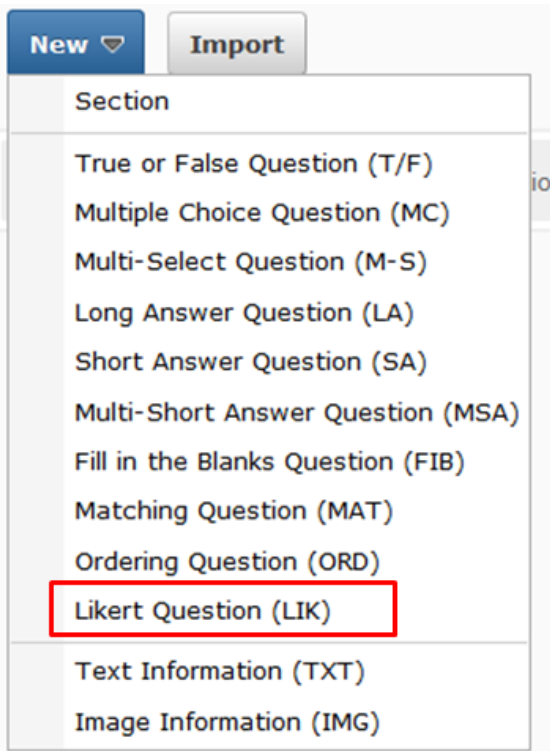 New
Import
Section
True or False Question (T/F)
io
Multiple Choice Question (MC)
Multi-Select Question (M-S)
Long Answer Question (LA)
Short Answer Question (SA)
Multi-Short Answer Question (MSA)
Fill in the Blanks Question (FIB)
Matching Question (MAT)
Ordering Question (ORD)
Likert Question (LIK)
Text Information (TXT)
Image Information (IMG)